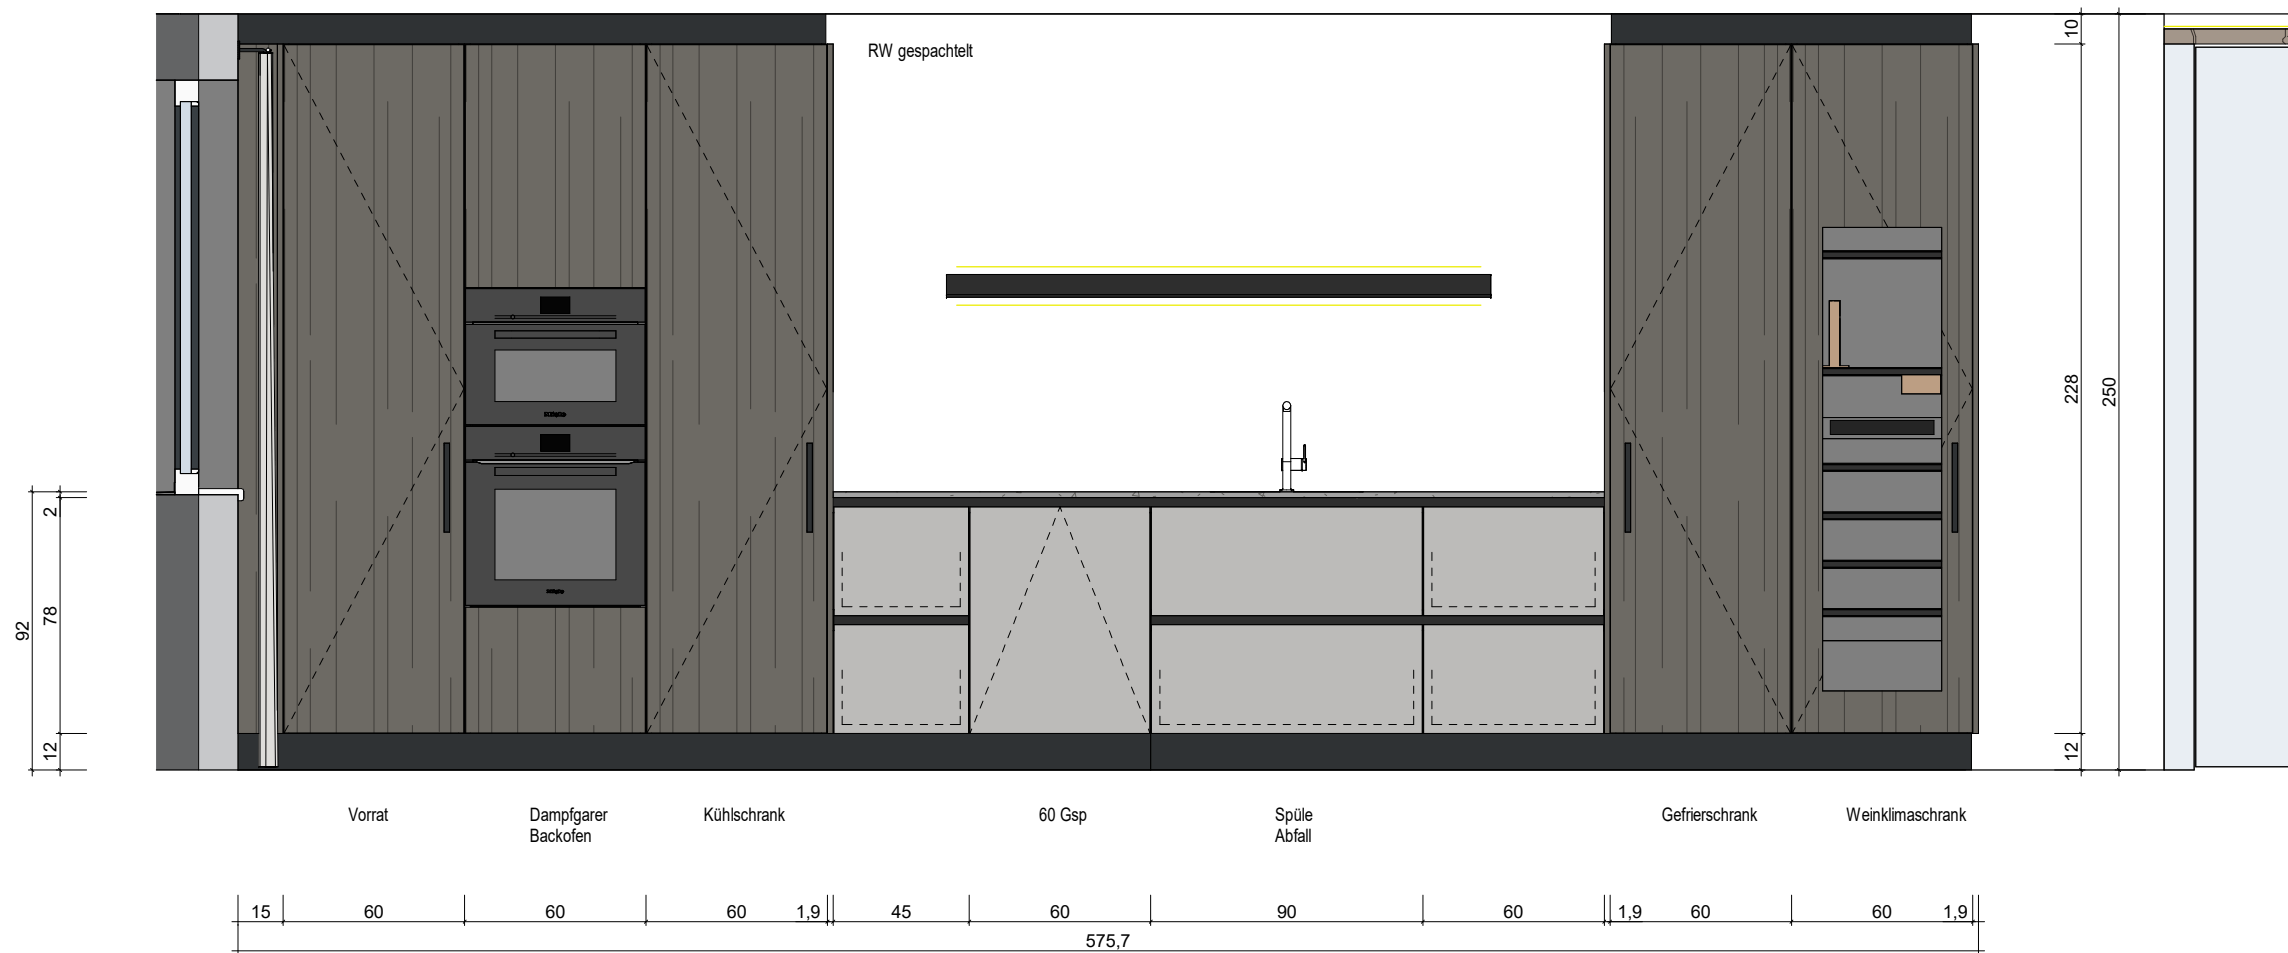 RW gespachtelt
10
228
250
12
2
78
92
12
Vorrat
Dampfgarer
Backofen
Kühlschrank
60 Gsp
Spüle
Abfall
Gefrierschrank
Weinklimaschrank
15 60 60 60 1,9 45 60 90 60 1,9 60 60 1,9
575,7